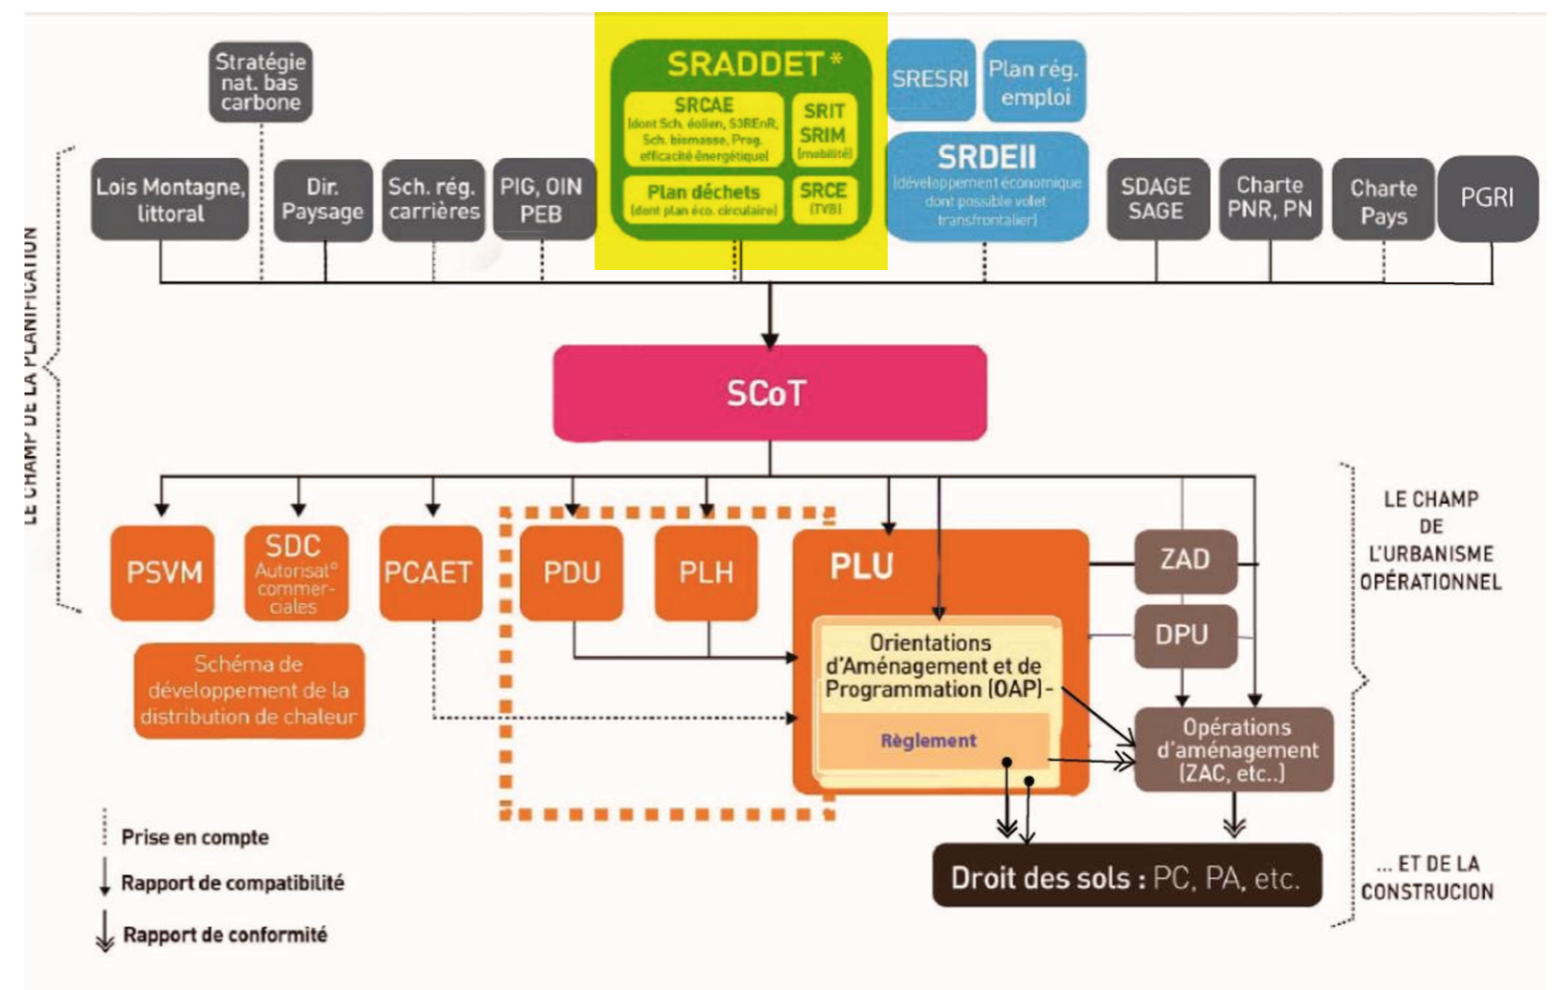 Stratégie
nat. bas
carbone
SRADDET *
SRCAE
(dont Sch. éolien, S3REnR,
Sch. biomasse, Prog.
efficacité énergétique)
SRIT
SRIM
(mobilité)
Plan déchets
(dont plan éco. circulaire)
SRCE
(TVB)
SRESRI
Plan rég.
emploi
SRDEII
(développement économique
dont possible volet
transfrontalier)
Lois Montagne,
littoral
Dir.
Paysage
Sch. rég.
carrières
PIG, OIN
PEB
SDAGE
SAGE
Charte
PNR, PN
Charte
Pays
PGRI
LE CHAMP DE LA PLANIFICATION
SCoT
PSVM
SDC
Autorisat°
commer-
ciales
PCAET
PDU
PLH
PLU
Orientations
d'Aménagement et de
Programmation (OAP)-
Règlement
ZAD
DPU
Opérations
d'aménagement
(ZAC, etc..)
Schéma de
développement de la
distribution de chaleur
LE CHAMP
DE
L'URBANISME
OPÉRATIONNEL
Prise en compte
Rapport de compatibilité
Rapport de conformité
Droit des sols : PC, PA, etc.
... ET DE LA
CONSTRUCION